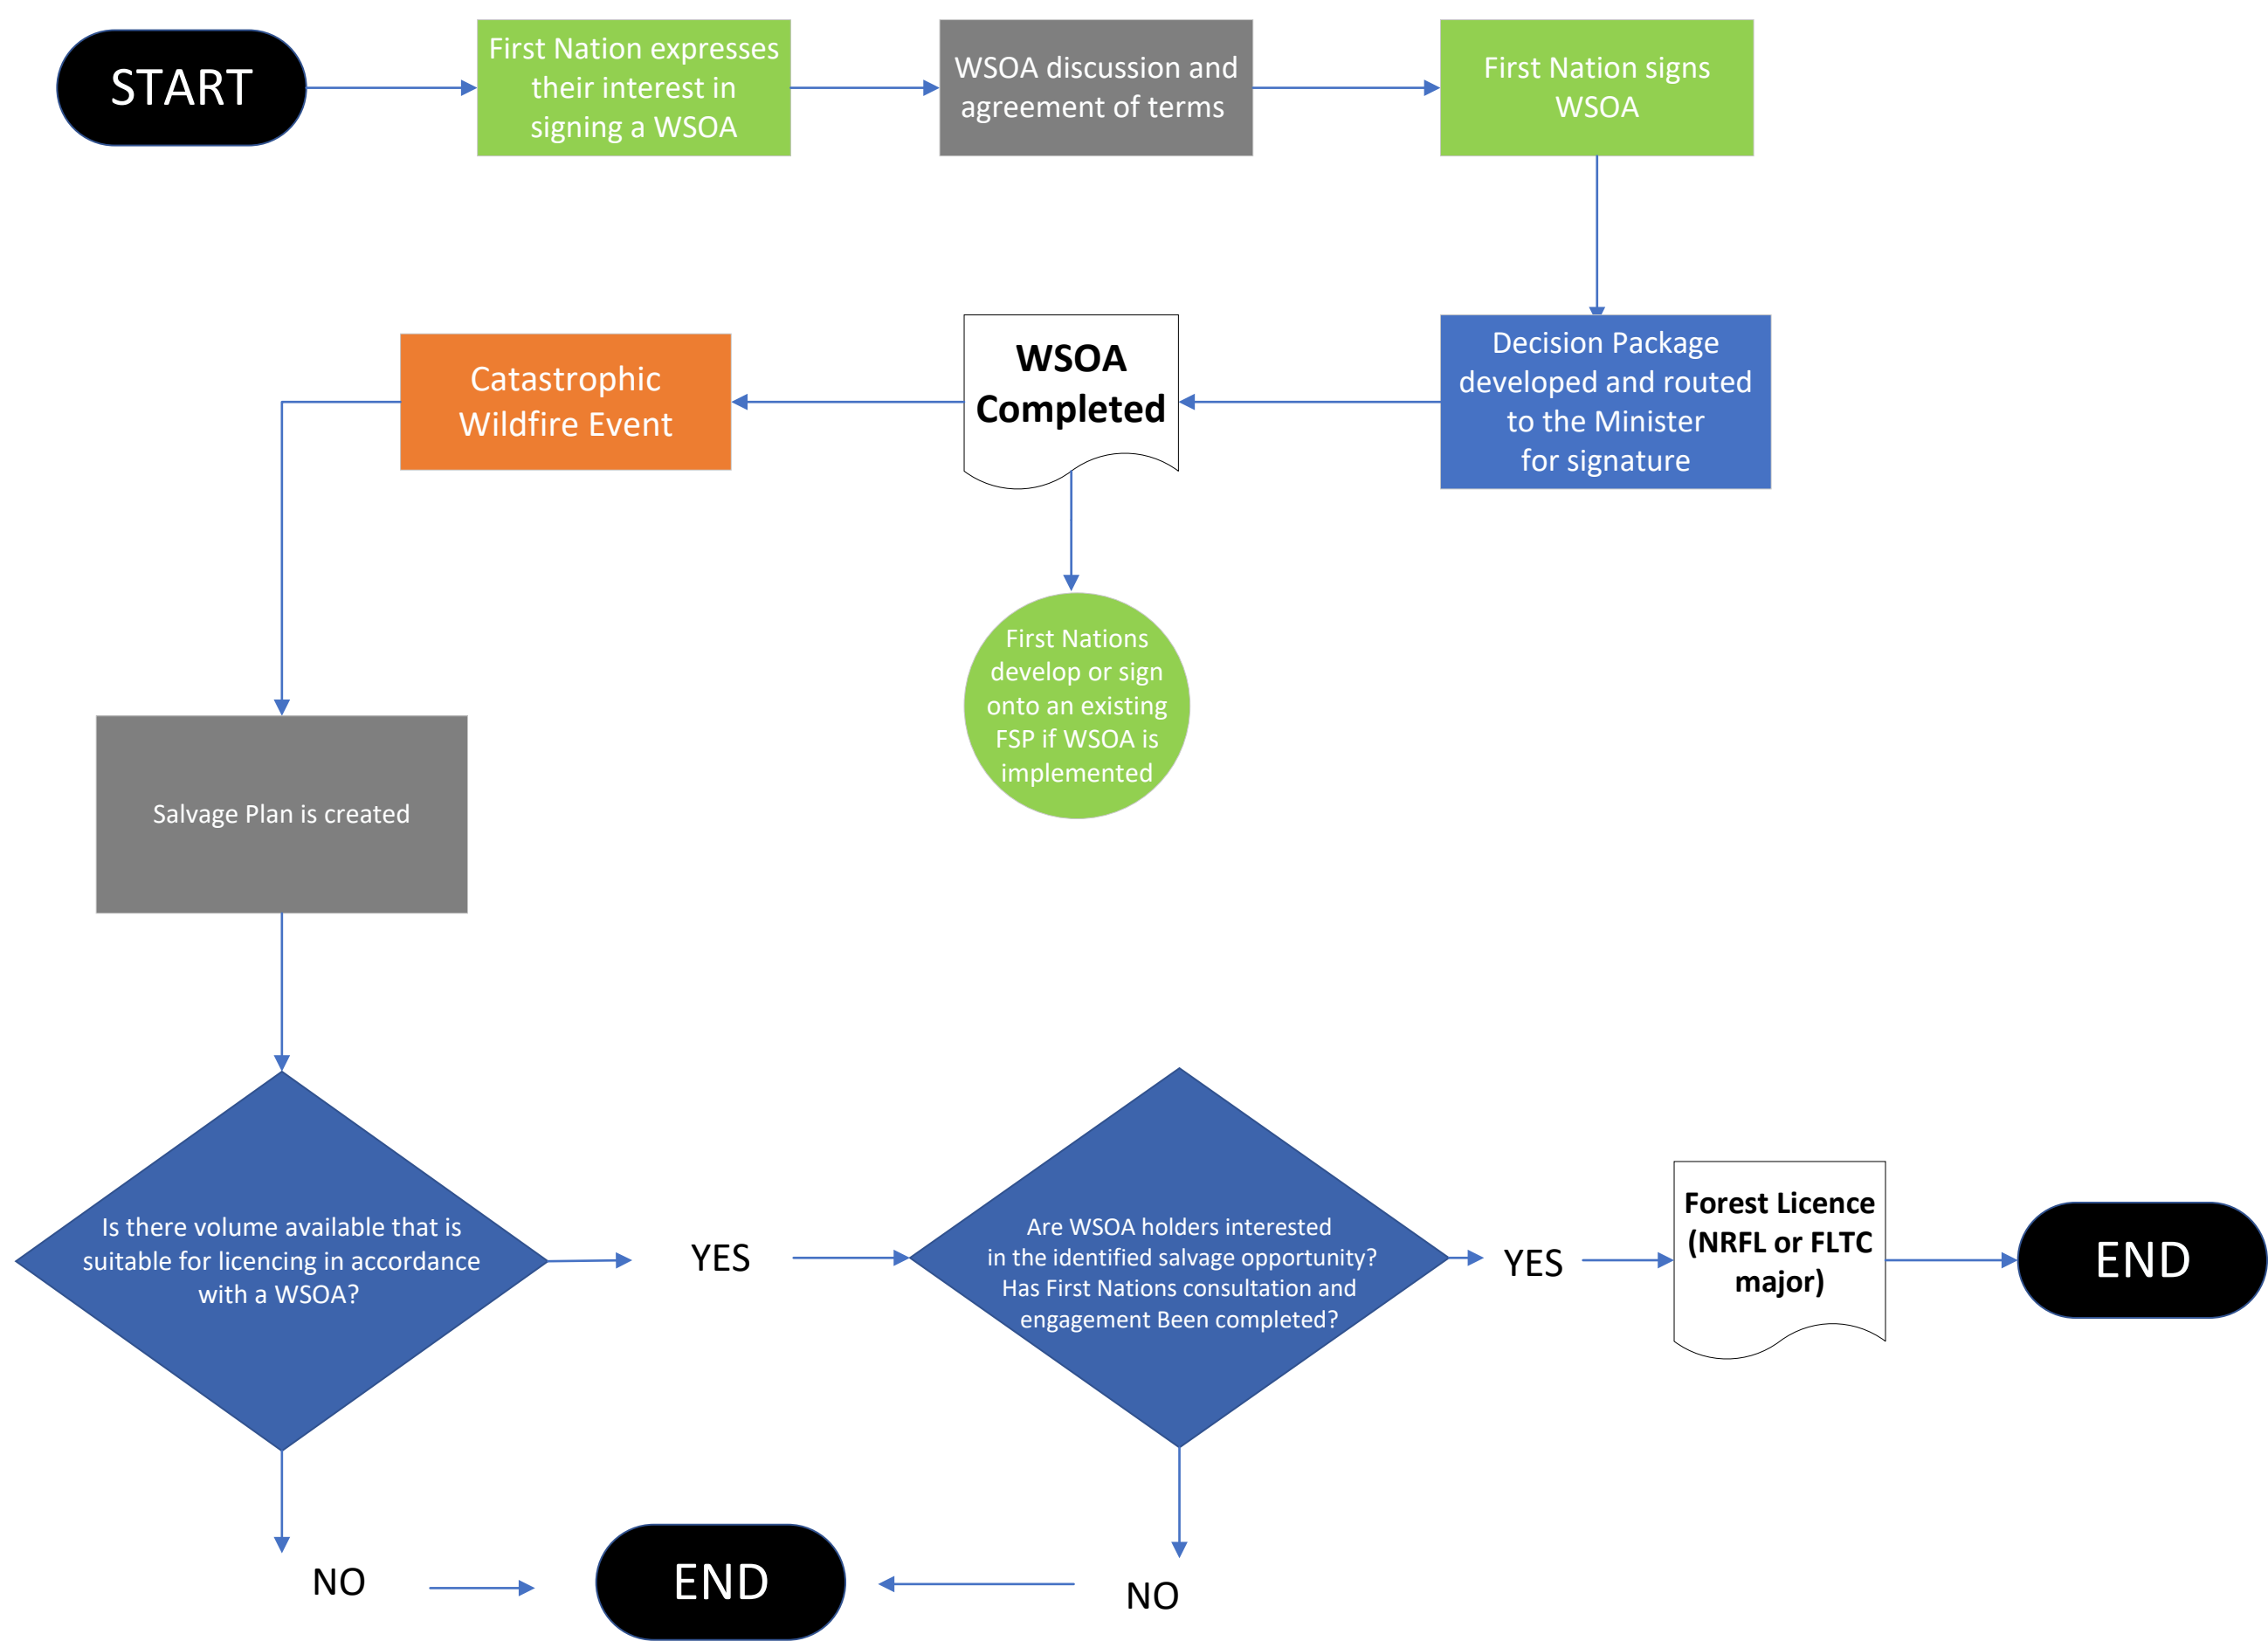 START
First Nation expresses
their interest in
signing a WSOA
WSOA discussion and
agreement of terms
First Nation signs
WSOA
Decision Package
developed and routed
to the Minister
for signature
WSOA
Completed
Catastrophic
Wildfire Event
First Nations
develop or sign
onto an existing
FSP if WSOA is
implemented
Salvage Plan is created
Is there volume available that is
suitable for licencing in accordance
with a WSOA?
YES
Are WSOA holders interested
in the identified salvage opportunity?
Has First Nations consultation and
engagement Been completed?
YES
Forest Licence
(NRFL or FLTC
major)
END
NO
END
NO